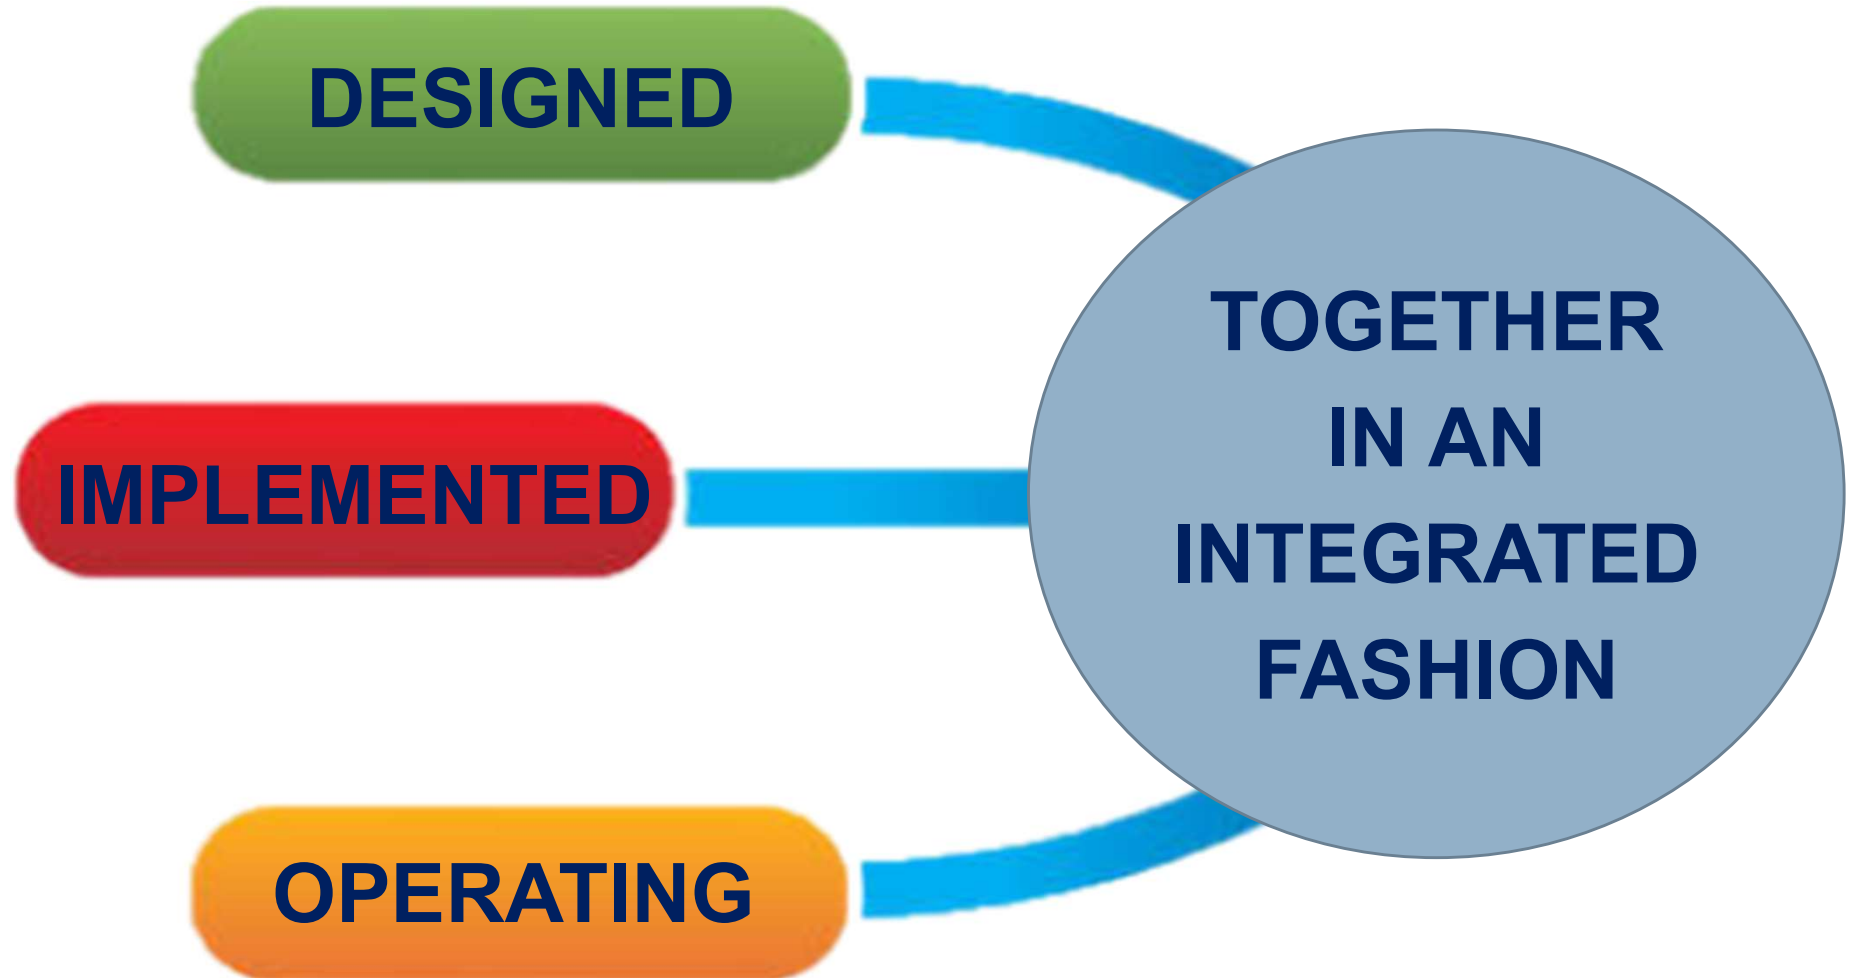 DESIGNED
IMPLEMENTED
OPERATING
TOGETHER
IN AN
INTEGRATED
FASHION